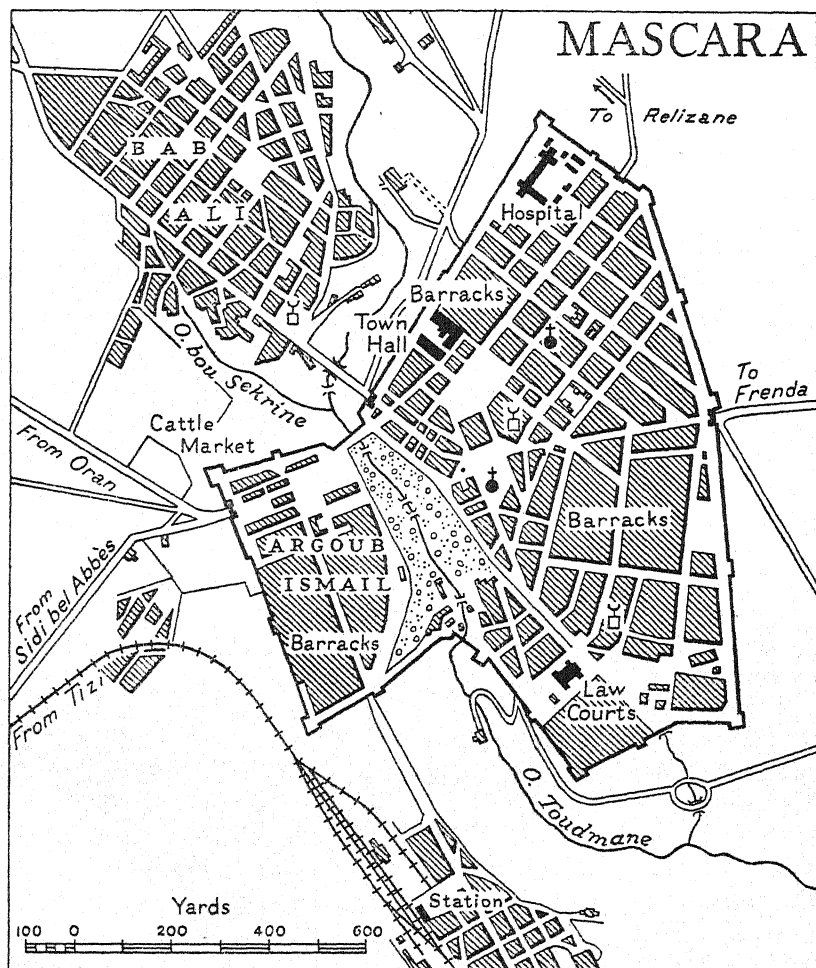 MASCARA
To Relizane
BAB
ALI
Hospital
Barracks
Town
Hall
O. bou Sekrine
To
Frenda
Cattle
Market
From Oran
Barracks
ARGOUB
ISMAIL
From
Sidi bel Abbès
Barracks
From Tizi
Law
Courts
O. Toudmane
Station
Yards
100 0 200 400 600